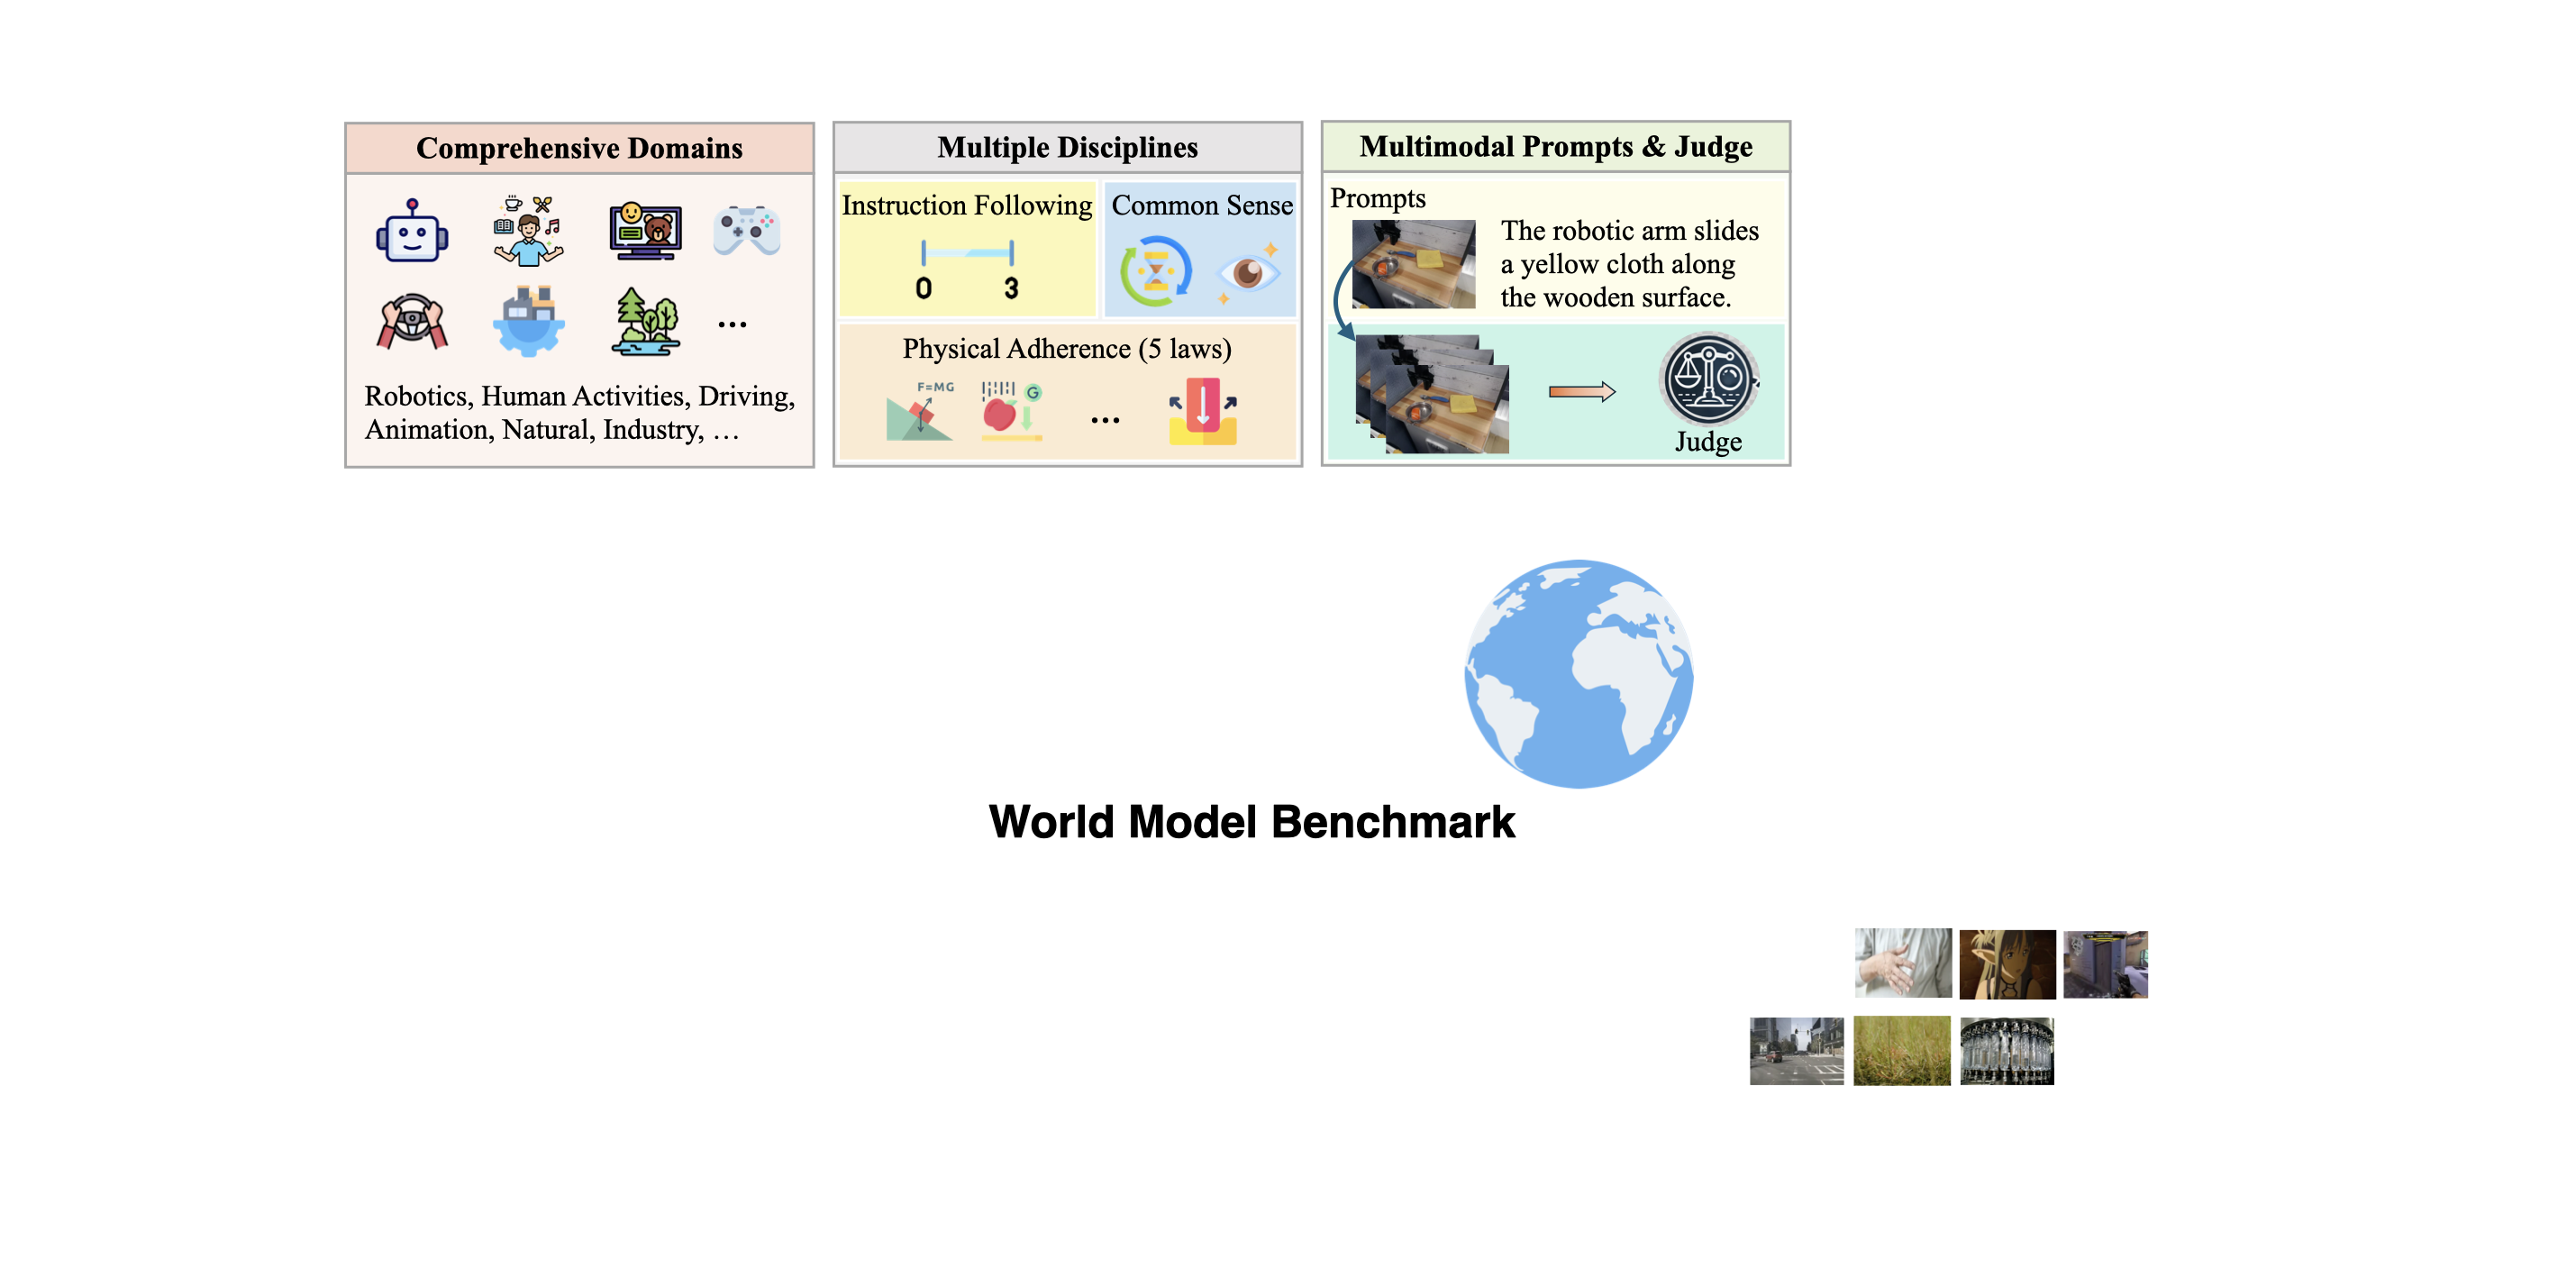 Comprehensive Domains
Robotics, Human Activities, Driving,
Animation, Natural, Industry, …
Multiple Disciplines
Instruction Following
0 3
Common Sense
Physical Adherence (5 laws)
F=MG
G
...
Multimodal Prompts & Judge
Prompts
The robotic arm slides
a yellow cloth along
the wooden surface.
Judge
World Model Benchmark